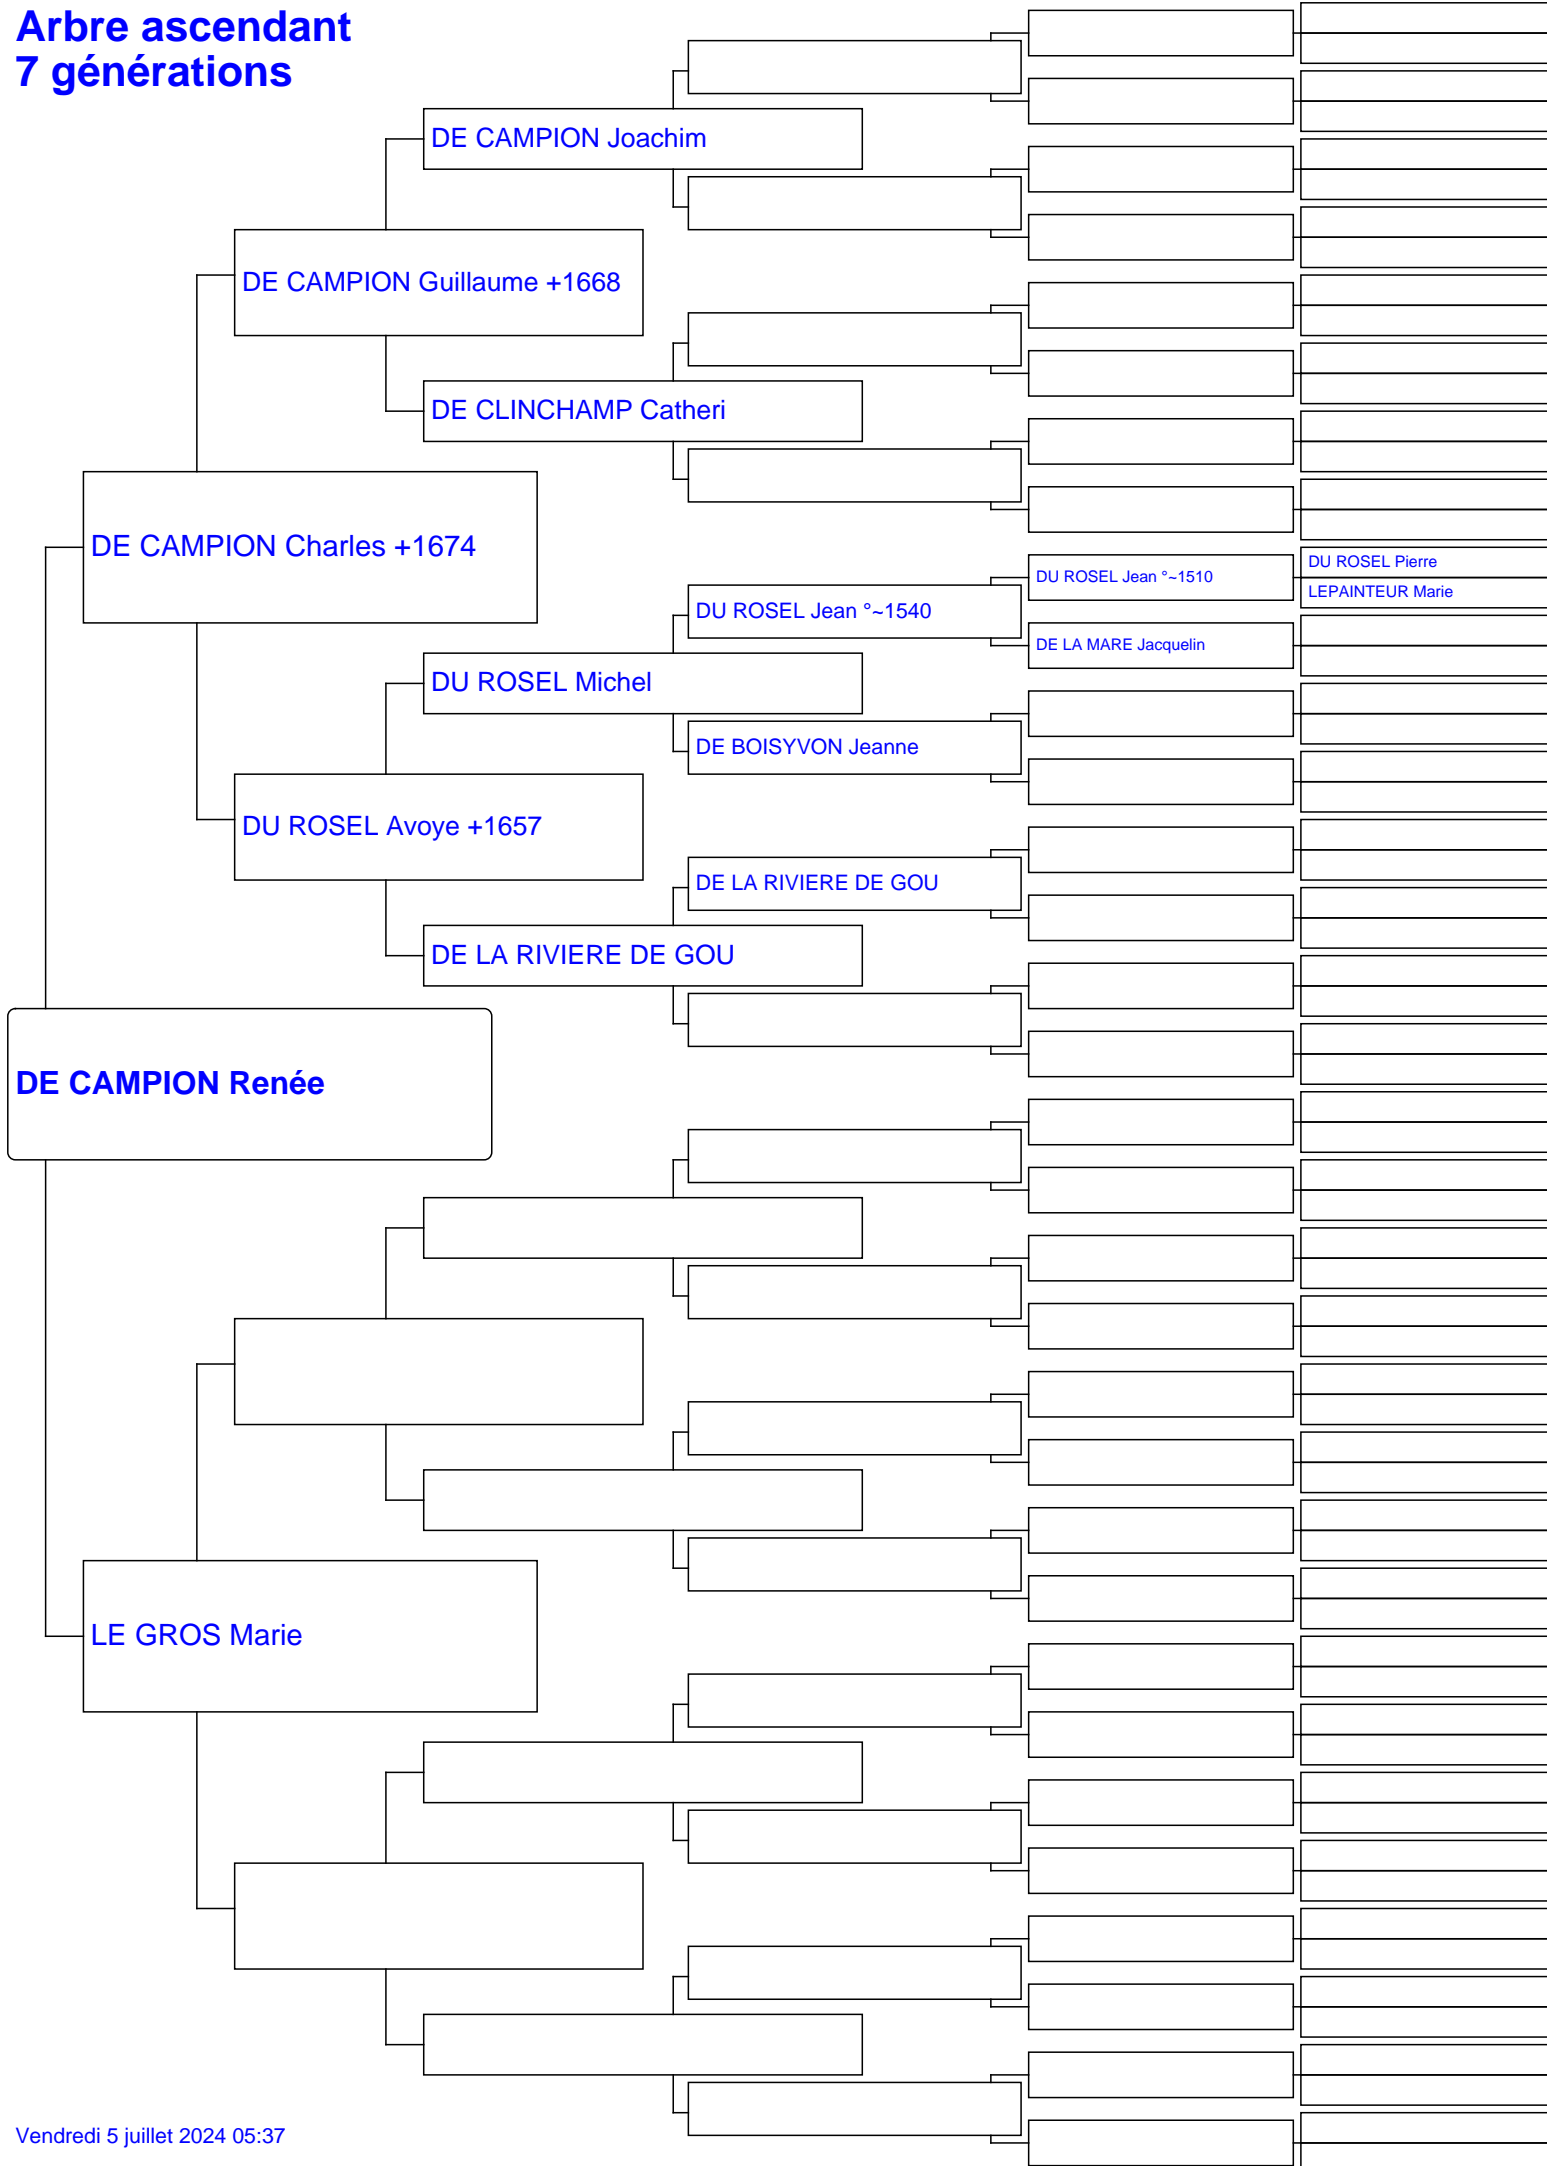 Arbre ascendant
7 générations
DE CAMPION Joachim
DE CAMPION Guillaume +1668
DE CLINCHAMP Catheri
DE CAMPION Charles +1674
DU ROSEL Pierre
DU ROSEL Jean °~1510
LEPAINTEUR Marie
DU ROSEL Jean °~1540
DE LA MARE Jacquelin
DU ROSEL Michel
DE BOISYVON Jeanne
DU ROSEL Avoye +1657
DE LA RIVIERE DE GOU
DE LA RIVIERE DE GOU
DE CAMPION Renée
LE GROS Marie
Vendredi 5 juillet 2024 05:37